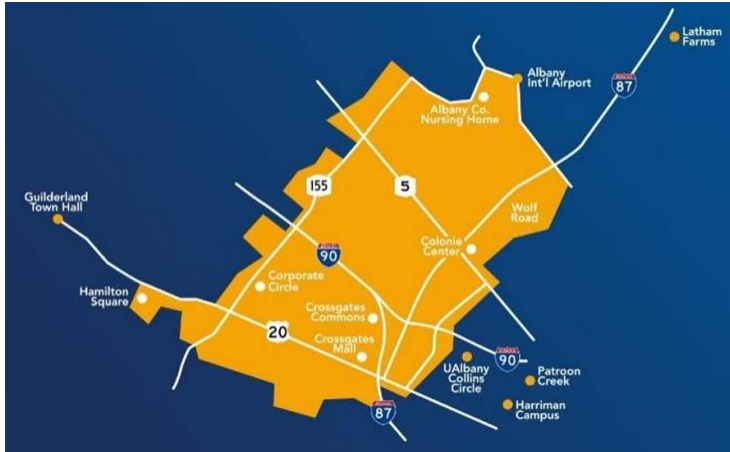 Latham
Farms
87
Albany
Int'l Airport
Albany Co.
Nursing Home
155
5
Guilderland
Town Hall
Wolf
Road
Colonie
Center
90
Corporate
Circle
Hamilton
Square
Crossgates
Commons
20
Crossgates
Mall
90
UAlbany
Collins
Circle
Patroon
Creek
87
Harriman
Campus